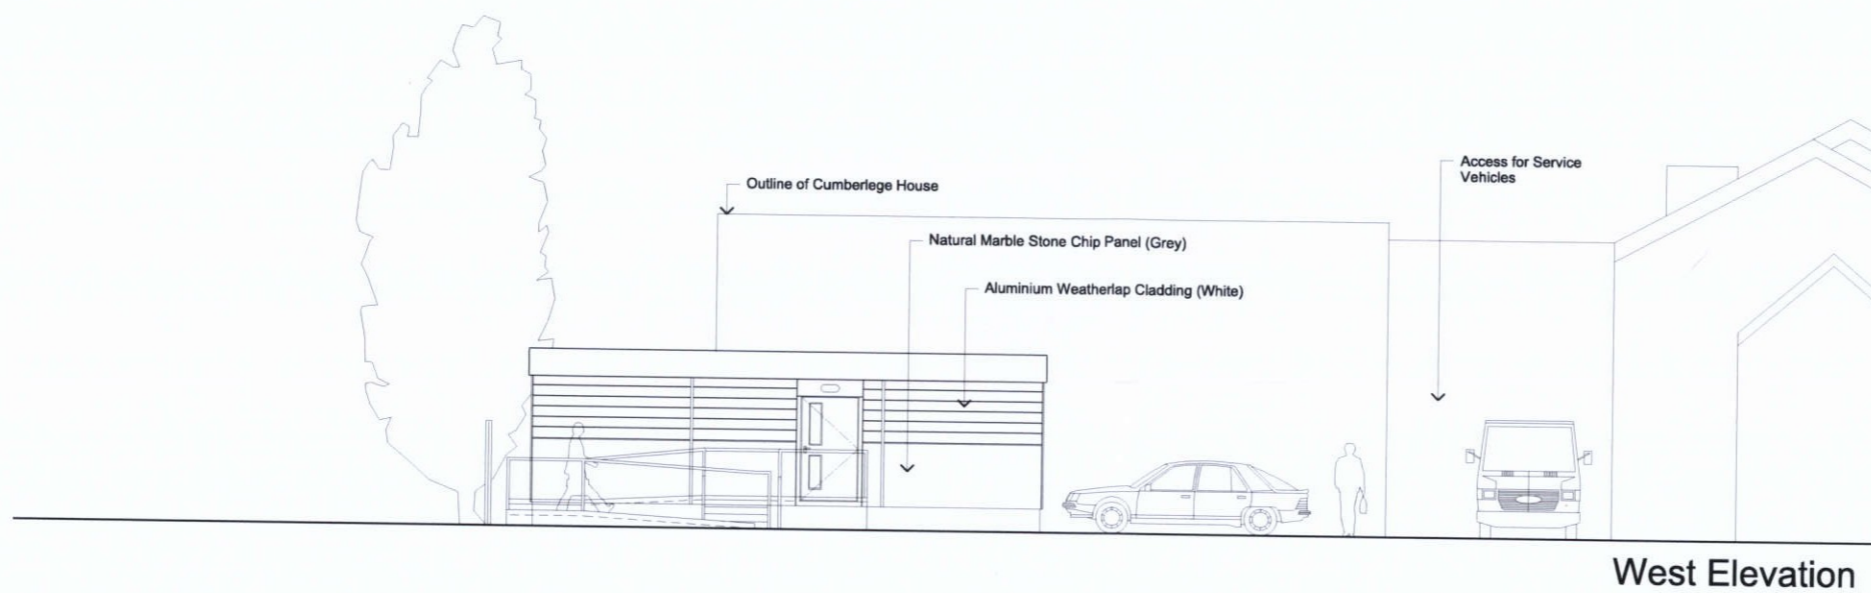 Outline of Cumberlege House
Access for Service
Vehicles
Natural Marble Stone Chip Panel (Grey)
Aluminium Weatherlap Cladding (White)
West Elevation